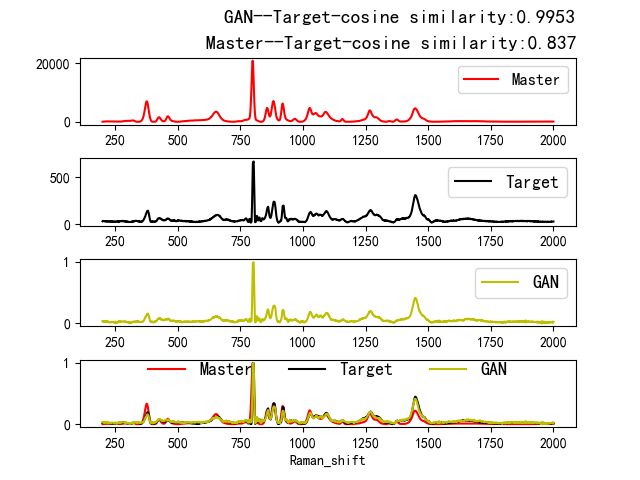 GAN--Target-cosine similarity:0.9953
Master--Target-cosine similarity:0.837
20000
0
Master
250 500 750 1000 1250 1500 1750 2000
500
0
Target
250 500 750 1000 1250 1500 1750 2000
1
0
GAN
250 500 750 1000 1250 1500 1750 2000
1
0
Master Target GAN
250 500 750 1000 1250 1500 1750 2000
Raman_shift